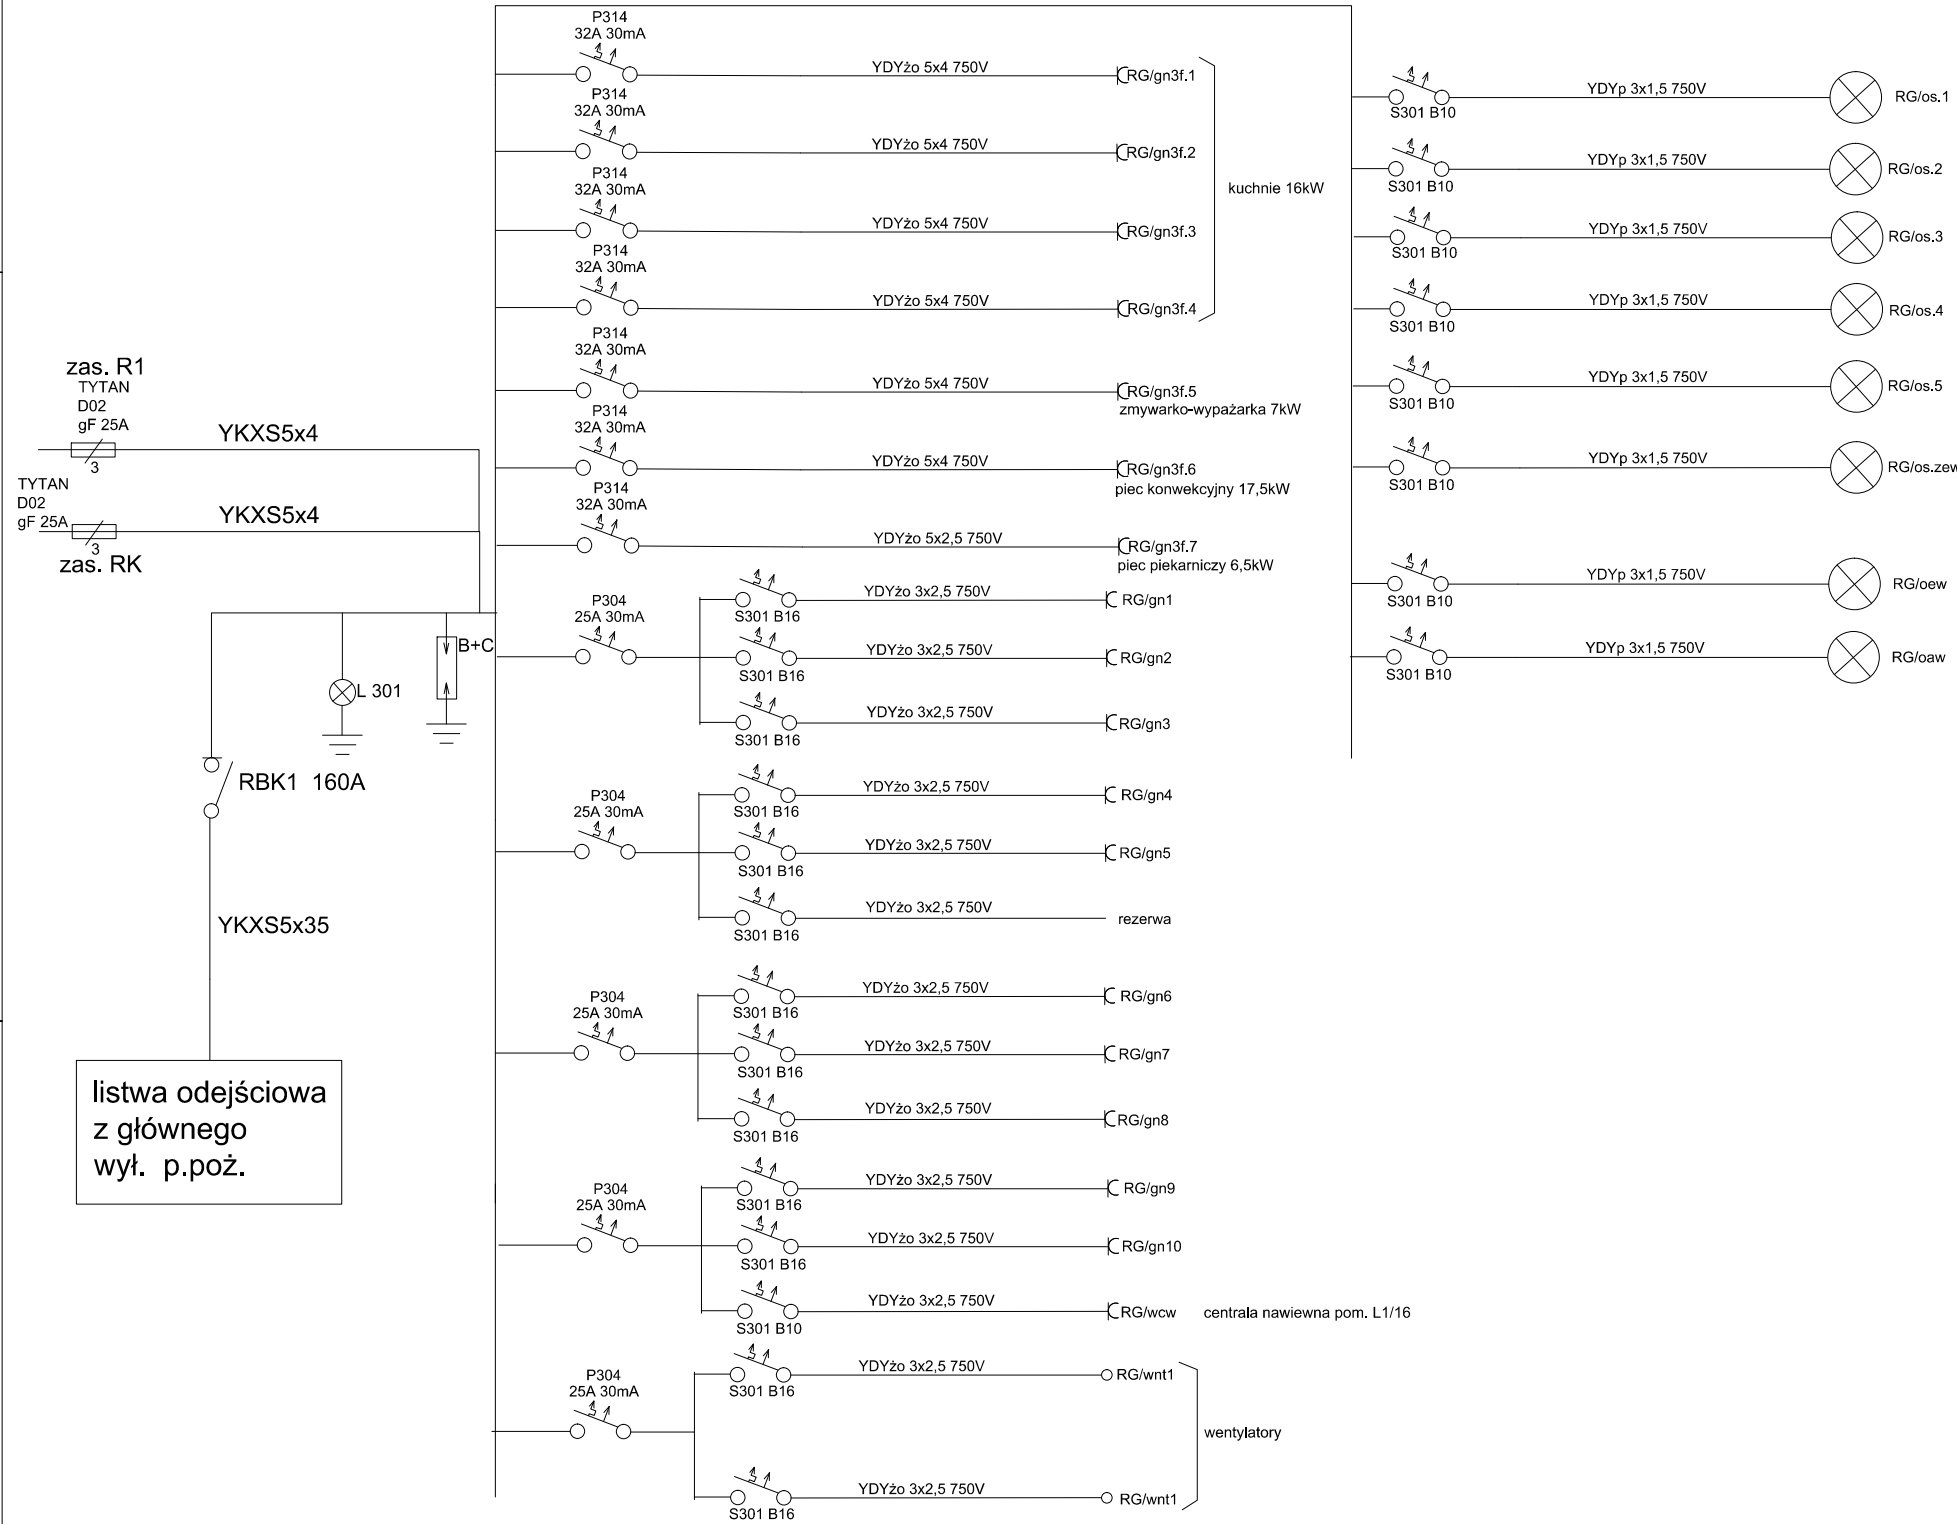 zas. R1
TYTAN
D02
gF 25A
3
YKXS5x4
TYTAN
D02
gF 25A
3
zas. RK
YKXS5x4
B+C
L 301
RBK1 160A
YKXS5x35
listwa odejściowa
z głównego
wył. p.poż.
P314
32A 30mA
YDYżo 5x4 750V
RG/gn3f.1
P314
32A 30mA
YDYżo 5x4 750V
RG/gn3f.2
P314
32A 30mA
YDYżo 5x4 750V
RG/gn3f.3
P314
32A 30mA
YDYżo 5x4 750V
RG/gn3f.4
kuchnie 16kW
P314
32A 30mA
YDYżo 5x4 750V
RG/gn3f.5
zmywarko-wypażarka 7kW
P314
32A 30mA
YDYżo 5x4 750V
RG/gn3f.6
piec konwekcyjny 17,5kW
P314
32A 30mA
YDYżo 5x2,5 750V
RG/gn3f.7
piec piekarniczy 6,5kW
P304
25A 30mA
S301 B16
YDYżo 3x2,5 750V
RG/gn1
S301 B16
YDYżo 3x2,5 750V
RG/gn2
S301 B16
YDYżo 3x2,5 750V
RG/gn3
P304
25A 30mA
S301 B16
YDYżo 3x2,5 750V
RG/gn4
S301 B16
YDYżo 3x2,5 750V
RG/gn5
S301 B16
YDYżo 3x2,5 750V
rezerwa
P304
25A 30mA
S301 B16
YDYżo 3x2,5 750V
RG/gn6
S301 B16
YDYżo 3x2,5 750V
RG/gn7
S301 B16
YDYżo 3x2,5 750V
RG/gn8
P304
25A 30mA
S301 B16
YDYżo 3x2,5 750V
RG/gn9
S301 B16
YDYżo 3x2,5 750V
RG/gn10
S301 B10
YDYżo 3x2,5 750V
RG/wcw
centrala nawiewna pom. L1/16
P304
25A 30mA
S301 B16
YDYżo 3x2,5 750V
RG/wnt1
wentylatory
S301 B16
YDYżo 3x2,5 750V
RG/wnt1
S301 B10
YDYp 3x1,5 750V
RG/os.1
S301 B10
YDYp 3x1,5 750V
RG/os.2
S301 B10
YDYp 3x1,5 750V
RG/os.3
S301 B10
YDYp 3x1,5 750V
RG/os.4
S301 B10
YDYp 3x1,5 750V
RG/os.5
S301 B10
YDYp 3x1,5 750V
RG/os.zew
S301 B10
YDYp 3x1,5 750V
RG/oew
S301 B10
YDYp 3x1,5 750V
RG/oaw